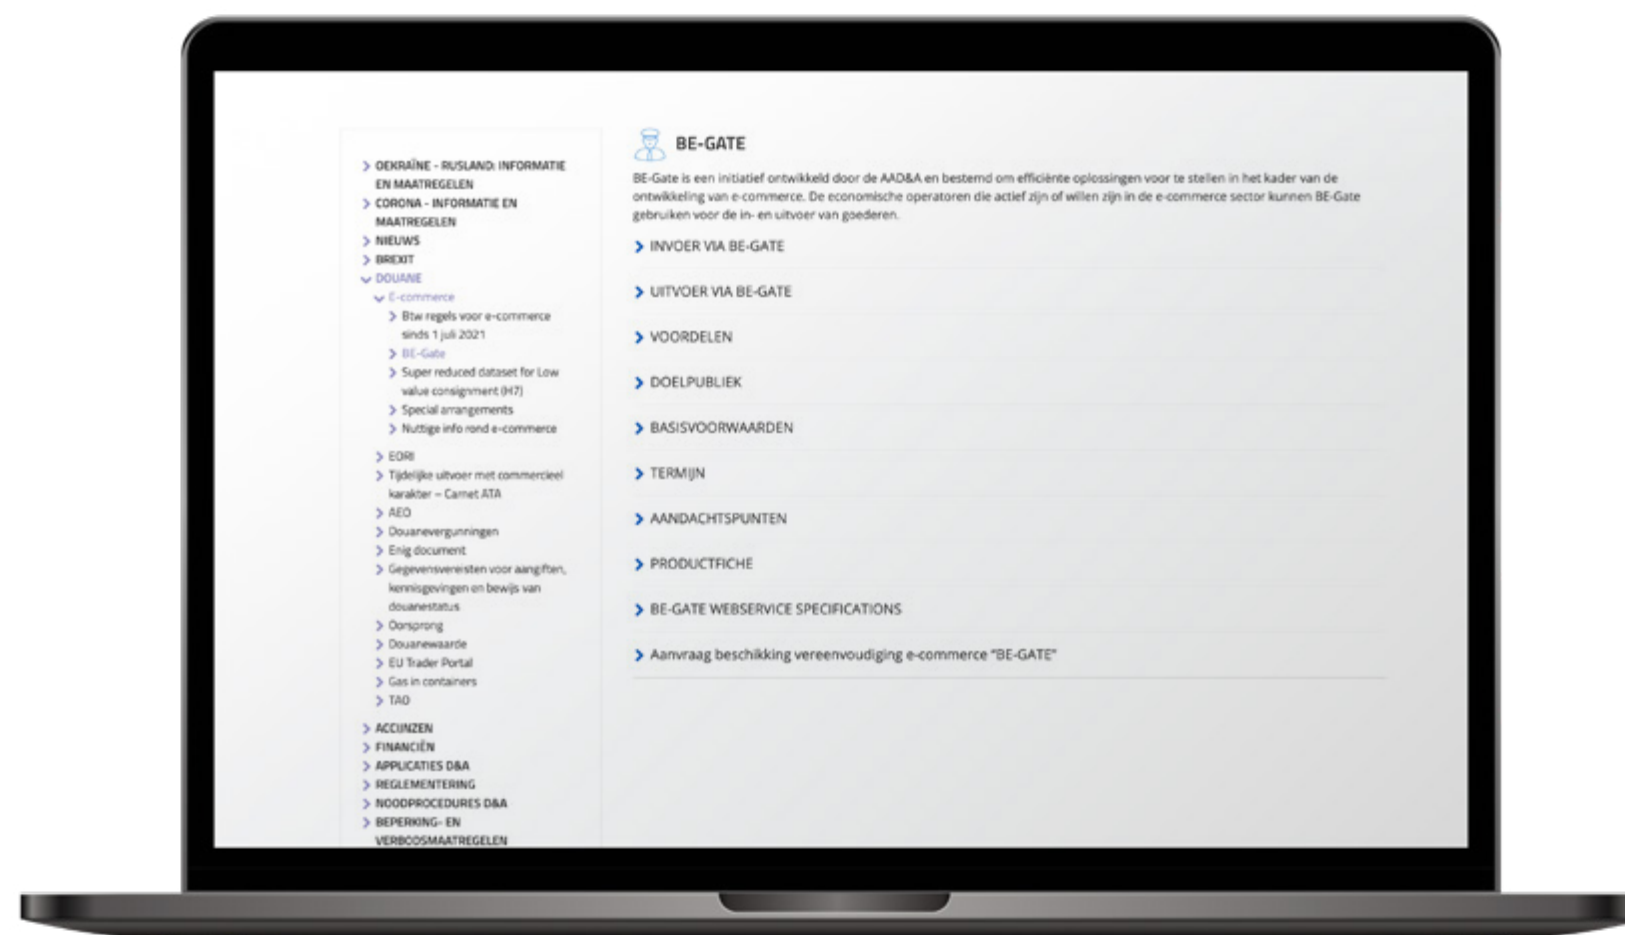 OEKRAÏNE - RUSLAND: INFORMATIE
EN MAATREGELEN
CORONA - INFORMATIE EN
MAATREGELEN
NIEUWS
BREXIT
DOUANE
E-commerce
Btw regels voor e-commerce
sinds 1 juli 2021
BE-Gate
Super reduced dataset for Low
value consignment (H7)
Special arrangements
Nuttige info rond e-commerce
EORI
Tijdelijke uitvoer met commercieel
karakter – Carnet ATA
AEO
Douanevergunningen
Enig document
Gegevensvereisten voor aangiften,
kennisgevingen en bewijs van
douanestatus
Oorsprong
Douanewaarde
EU Trader Portal
Gas in containers
TAO
ACCIJNZEN
FINANCIËN
APPLICATIES D&A
REGLEMENTERING
NOODPROCEDURES D&A
BEPERKING- EN
VERBODSMAATREGELEN
BE-GATE
BE-Gate is een initiatief ontwikkeld door de AAD&A en bestemd om efficiënte oplossingen voor te stellen in het kader van de
ontwikkeling van e-commerce. De economische operatoren die actief zijn of willen zijn in de e-commerce sector kunnen BE-Gate
gebruiken voor de in- en uitvoer van goederen.
INVOER VIA BE-GATE
UITVOER VIA BE-GATE
VOORDELEN
DOELPUBLIEK
BASISVOORWAARDEN
TERMIJN
AANDACHTSPUNTEN
PRODUCTFICHE
BE-GATE WEBSERVICE SPECIFICATIONS
Aanvraag beschikking vereenvoudiging e-commerce "BE-GATE"